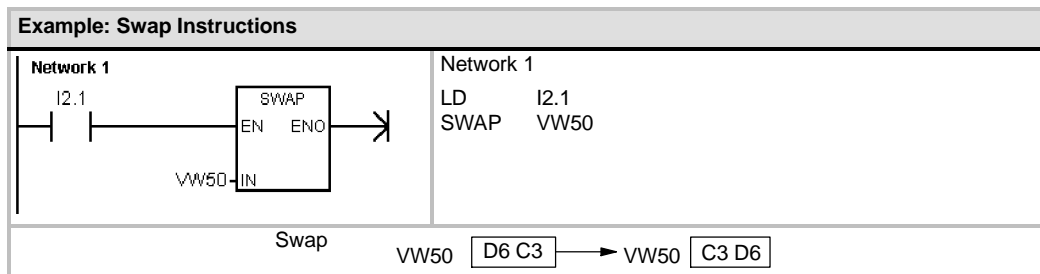 Example: Swap Instructions
Network 1
I2.1
SWAP
EN ENO
VW50 IN
Network 1
LD I2.1
SWAP VW50
Swap VW50 D6 C3 VW50 C3 D6